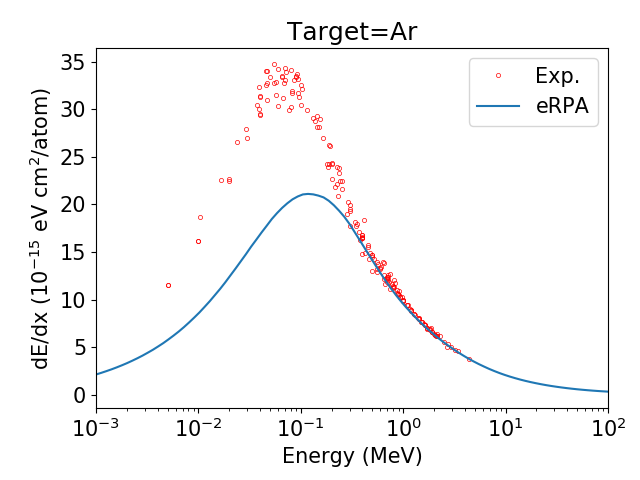 Target=Ar
35
30
25
20
15
10
5
0
dE/dx (10⁻¹⁵ eV cm²/atom)
Exp.
eRPA
10⁻³ 10⁻² 10⁻¹ 10⁰ 10¹ 10²
Energy (MeV)